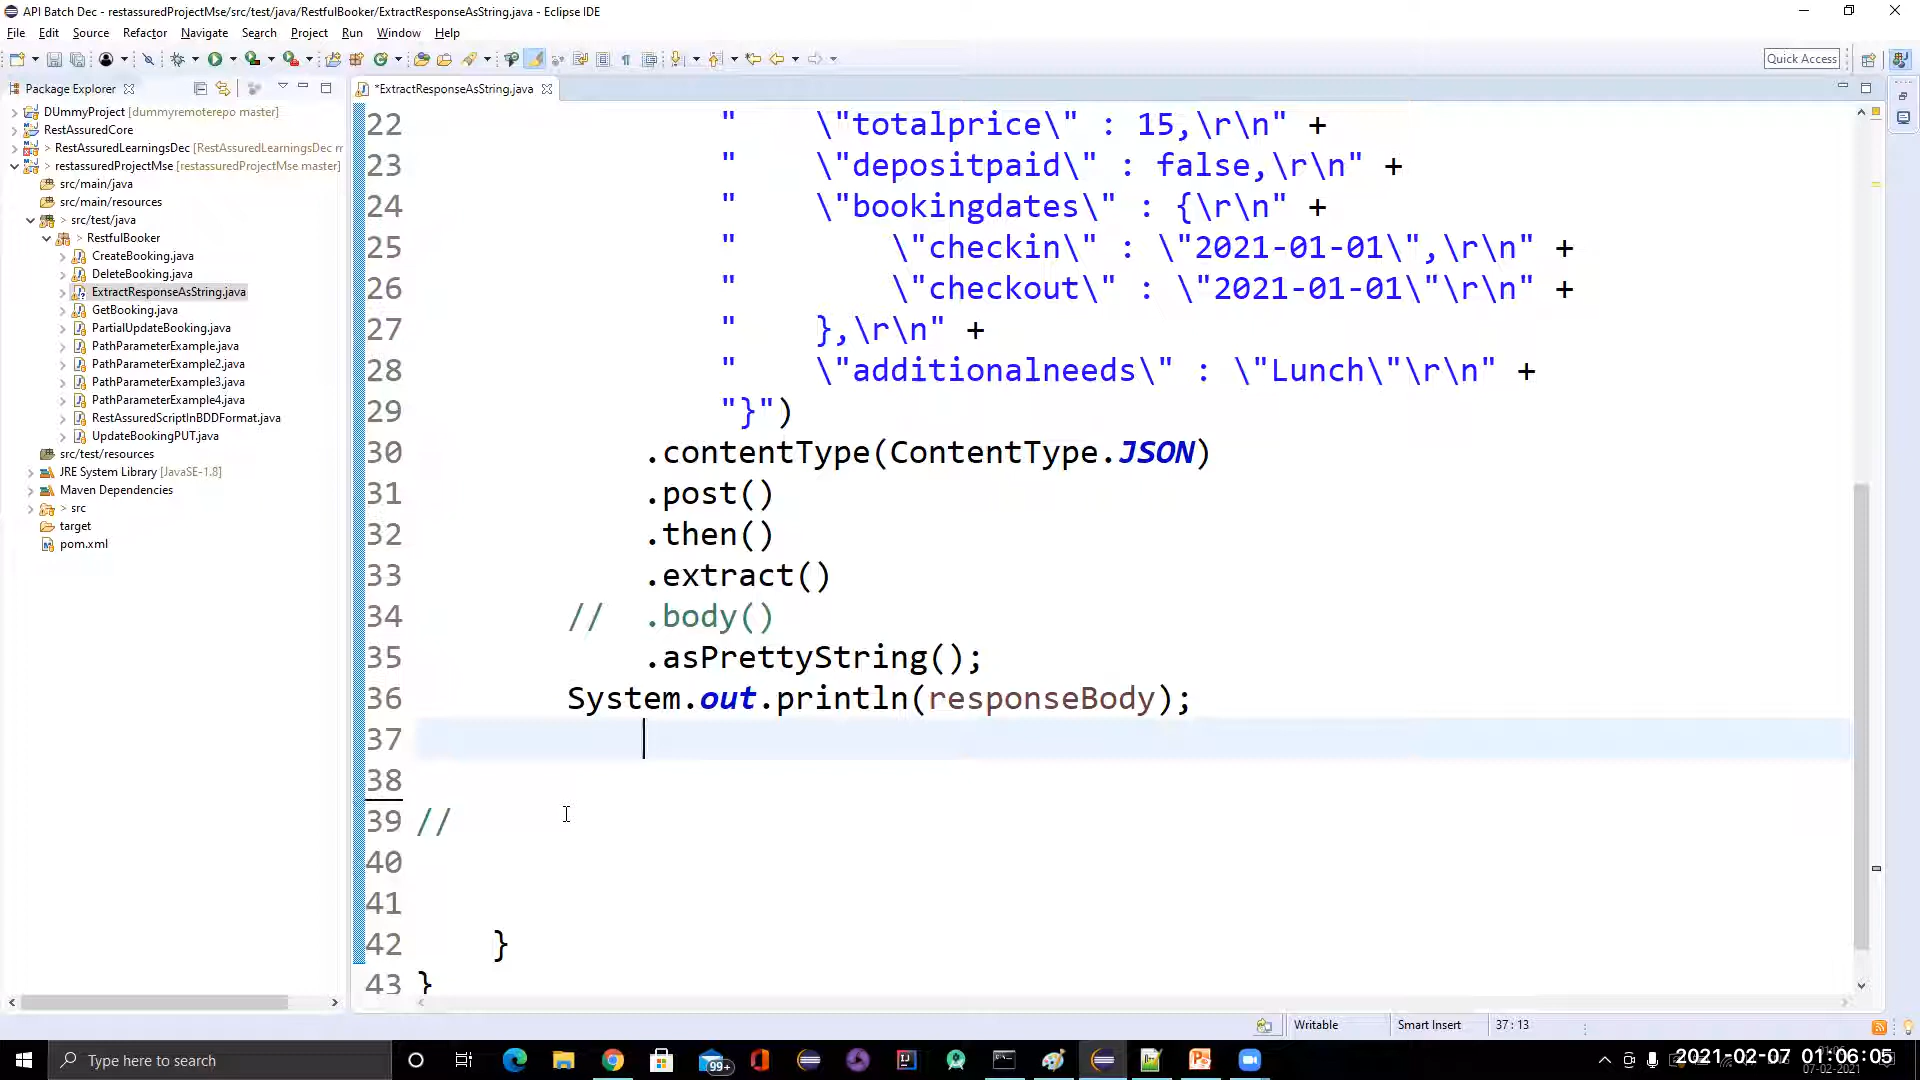 API Batch Dec - restassuredProjectMse/src/test/java/RestfulBooker/ExtractResponseAsString.java - Eclipse IDE
File Edit Source Refactor Navigate Search Project Run Window Help
Quick Access
Package Explorer
*ExtractResponseAsString.java
DUmmyProject [dummyremoterepo master]
RestAssuredCore
> RestAssuredLearningsDec [RestAssuredLearningsDec m
> restassuredProjectMse [restassuredProjectMse master]
src/main/java
src/main/resources
> src/test/java
> RestfulBooker
CreateBooking.java
DeleteBooking.java
ExtractResponseAsString.java
GetBooking.java
PartialUpdateBooking.java
PathParameterExample.java
PathParameterExample2.java
PathParameterExample3.java
PathParameterExample4.java
RestAssuredScriptInBDDFormat.java
UpdateBookingPUT.java
src/test/resources
JRE System Library [JavaSE-1.8]
Maven Dependencies
> src
target
pom.xml
22 " \"totalprice\" : 15,\r\n" +
23 " \"depositpaid\" : false,\r\n" +
24 " \"bookingdates\" : {\r\n" +
25 " \"checkin\" : \"2021-01-01\",\r\n" +
26 " \"checkout\" : \"2021-01-01\"\r\n" +
27 " },\r\n" +
28 " \"additionalneeds\" : \"Lunch\"\r\n" +
29 "}")
30 .contentType(ContentType.JSON)
31 .post()
32 .then()
33 .extract()
34 // .body()
35 .asPrettyString();
36 System.out.println(responseBody);
37
38
39 //
40
41
42 }
43 }
Writable Smart Insert 37 : 13
Type here to search
99+
2021-02-07 01:06:05
07-02-2021